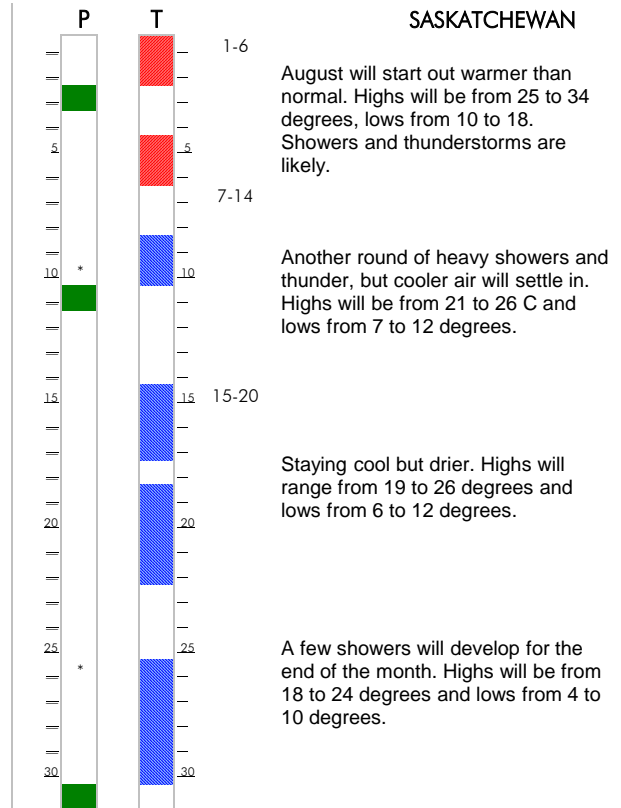 P T SASKATCHEWAN
1-6
August will start out warmer than
normal. Highs will be from 25 to 34
degrees, lows from 10 to 18.
Showers and thunderstorms are
likely.
5 5
7-14
Another round of heavy showers and
thunder, but cooler air will settle in.
Highs will be from 21 to 26 C and
lows from 7 to 12 degrees.
*
10 10
15 15 15-20
Staying cool but drier. Highs will
range from 19 to 26 degrees and
lows from 6 to 12 degrees.
20 20
25 25
*
A few showers will develop for the
end of the month. Highs will be from
18 to 24 degrees and lows from 4 to
10 degrees.
30 30